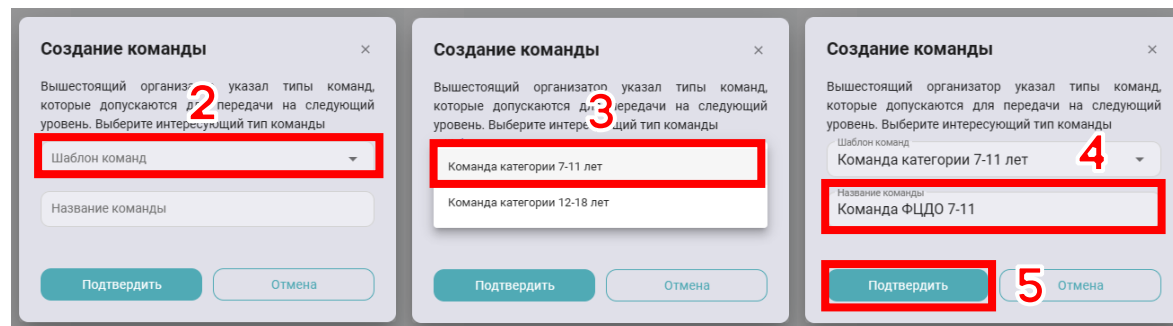 Создание команды ×
Вышестоящий организатор указал типы команд,
которые допускаются для передачи на следующий
уровень. Выберите интересующий тип команды
2
Шаблон команд
Название команды
Подтвердить Отмена
Создание команды ×
Вышестоящий организатор указал типы команд,
которые допускаются для передачи на следующий
уровень. Выберите интересующий тип команды
3
Команда категории 7-11 лет
Команда категории 12-18 лет
Подтвердить Отмена
Создание команды ×
Вышестоящий организатор указал типы команд,
которые допускаются для передачи на следующий
уровень. Выберите интересующий тип команды
Шаблон команд
Команда категории 7-11 лет
4
Название команды
Команда ФЦДО 7-11
Подтвердить
5
Отмена